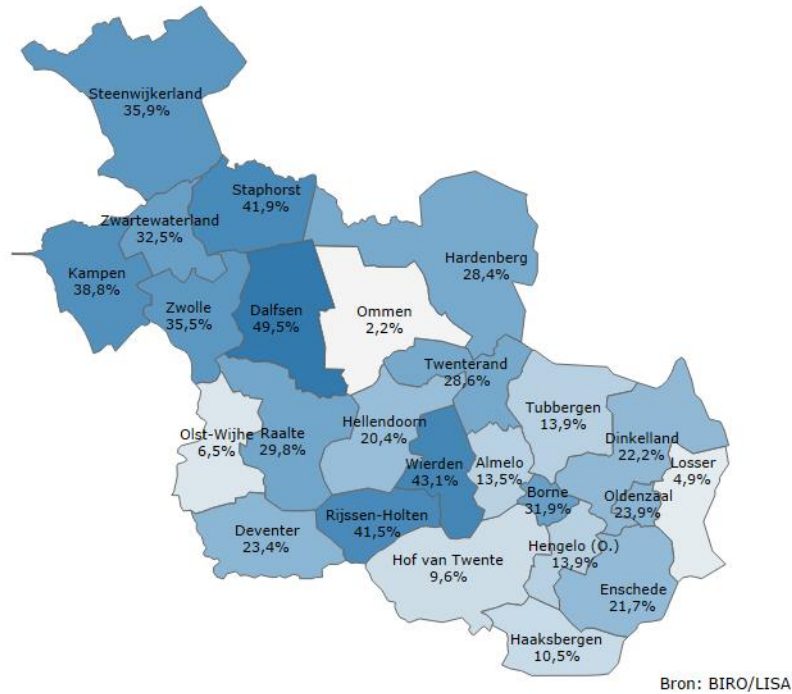 Steenwijkerland
35,9%
Staphorst
41,9%
Zwartewaterland
32,5%
Hardenberg
28,4%
Kampen
38,8%
Zwolle
35,5%
Dalfsen
49,5%
Ommen
2,2%
Twenterand
28,6%
Tubbergen
13,9%
Hellendoorn
20,4%
Olst-Wijhe
6,5%
Raalte
29,8%
Dinkelland
22,2%
Wierden
43,1%
Almelo
13,5%
Losser
4,9%
Borne
31,9%
Oldenzaal
23,9%
Rijssen-Holten
41,5%
Deventer
23,4%
Hengelo (O.)
13,9%
Hof van Twente
9,6%
Enschede
21,7%
Haaksbergen
10,5%
Bron: BIRO/LISA